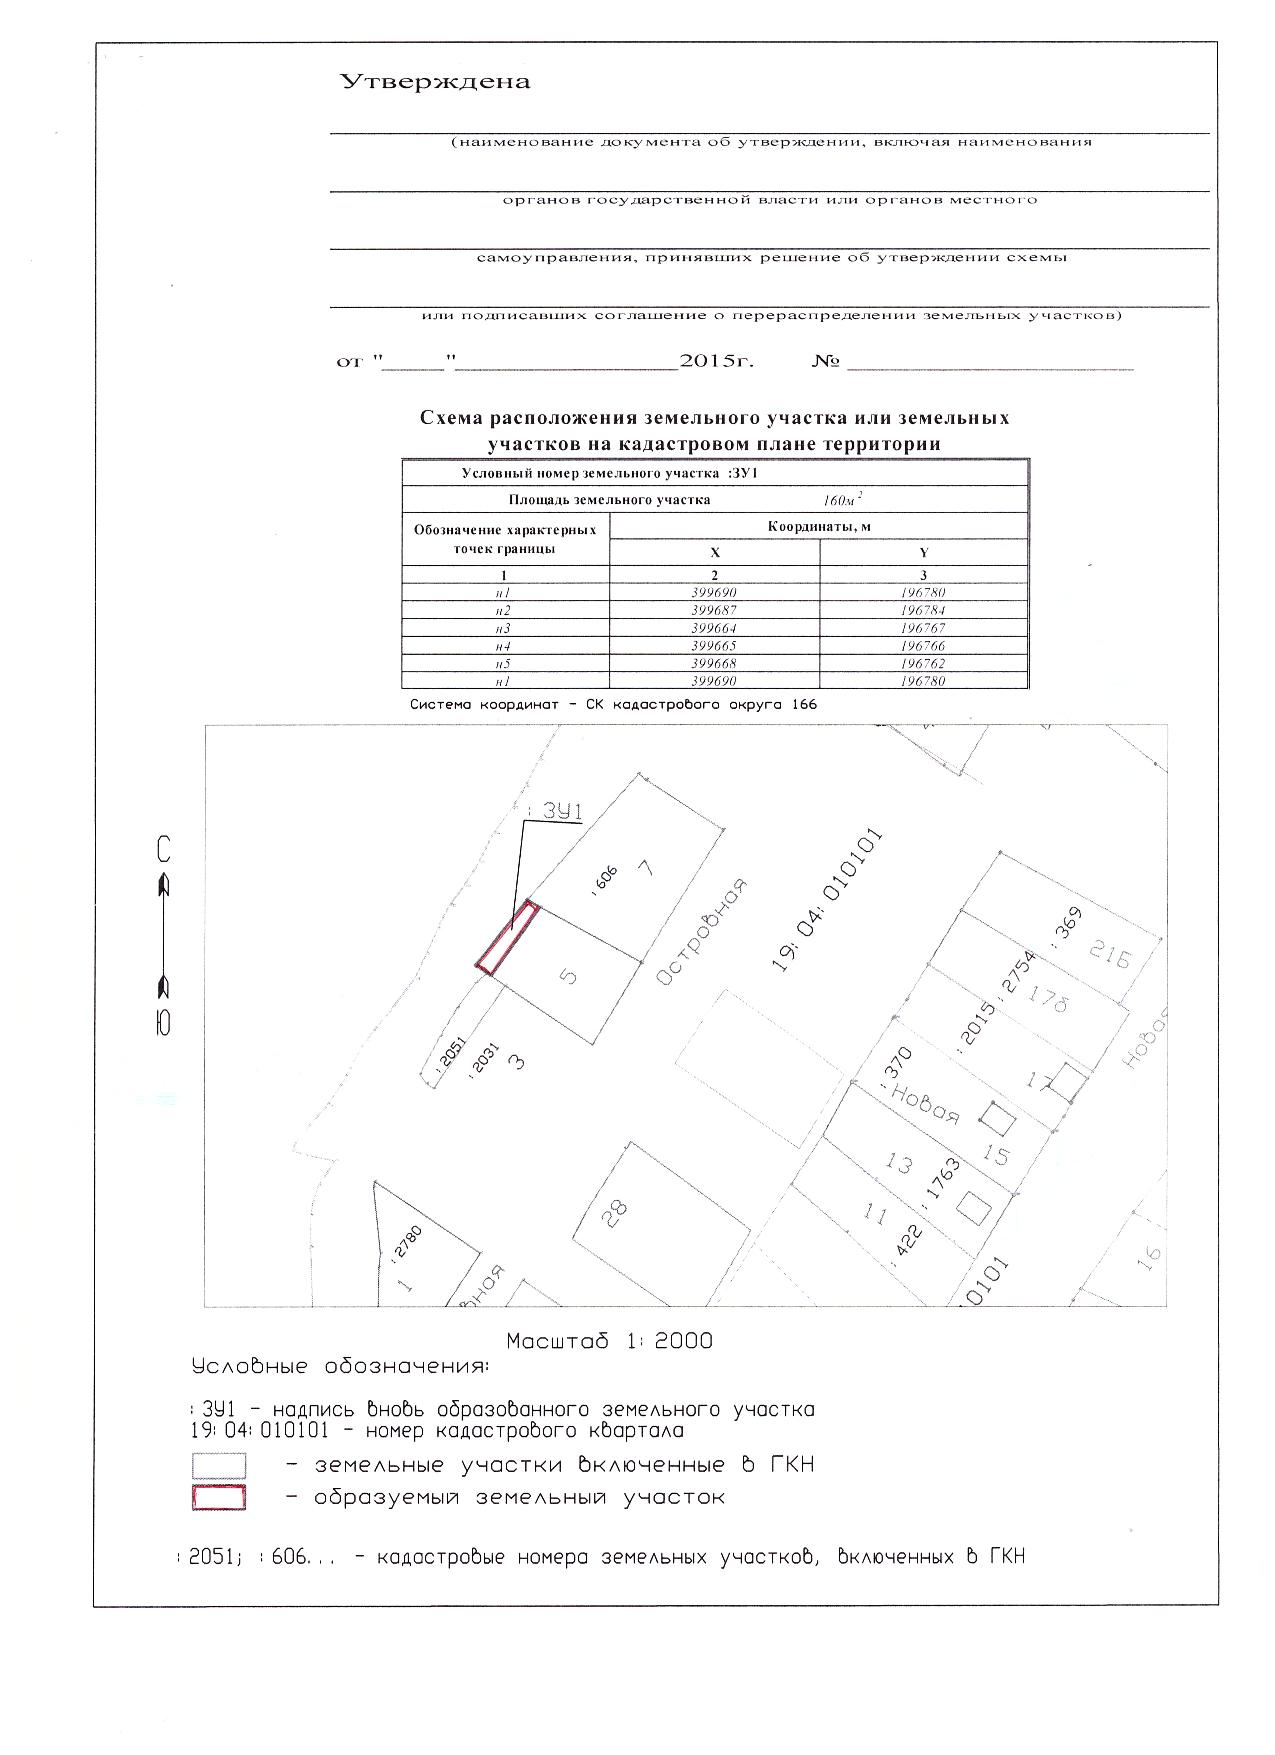 Утверждена
(наименование документа об утверждении, включая наименования
органов государственной власти или органов местного
самоуправления, принявших решение об утверждении схемы
или подписавших соглашение о перераспределении земельных участков)
от "_____"__________________2015г. № _______________________
Схема расположения земельного участка или земельных
участков на кадастровом плане территории
Условный номер земельного участка :ЗУ1
Площадь земельного участка 160м²
Обозначение характерных точек границы Координаты, м
X Y
1 2 3
н1 399690 196780
н2 399687 196784
н3 399664 196767
н4 399665 196766
н5 399668 196762
н1 399690 196780
Система координат - СК кадастрового округа 166
С
Ю
:ЗУ1
:606
7
5
Островная
19:04:010101
:369
21Б
:2754
17б
:2015
17
Новая
:370
Новая
15
13
:1763
11
:422
:2051
:2031
3
28
:2780
1
вная
0101
16
Масштаб 1:2000
Условные обозначения:
:ЗУ1 - надпись вновь образованного земельного участка
19:04:010101 - номер кадастрового квартала
- земельные участки включенные в ГКН
- образуемый земельный участок
:2051; :606... - кадастровые номера земельных участков, включенных в ГКН